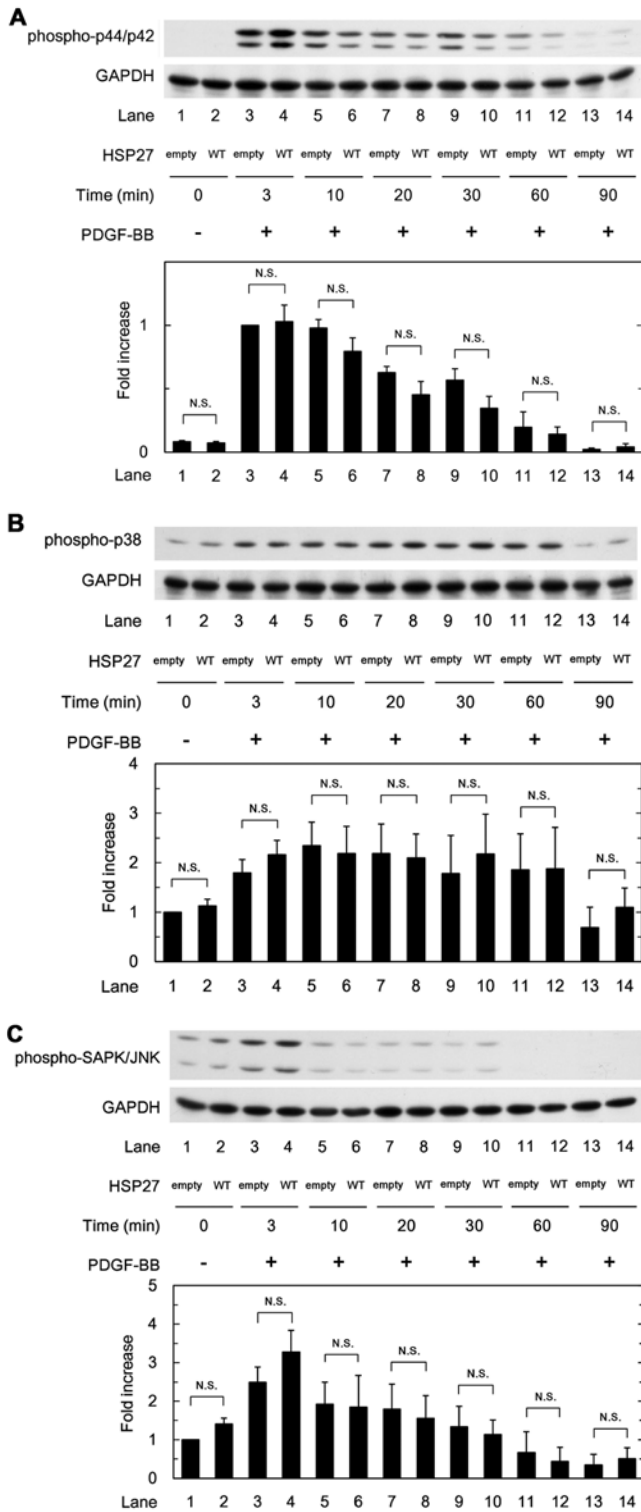 A
phospho-p44/p42
GAPDH
Lane 1 2 3 4 5 6 7 8 9 10 11 12 13 14
HSP27 empty WT empty WT empty WT empty WT empty WT empty WT empty WT
Time (min) 0 3 10 20 30 60 90
PDGF-BB - + + + + + +
Fold increase
1
0
N.S. N.S. N.S. N.S. N.S. N.S. N.S.
Lane 1 2 3 4 5 6 7 8 9 10 11 12 13 14
B
phospho-p38
GAPDH
Lane 1 2 3 4 5 6 7 8 9 10 11 12 13 14
HSP27 empty WT empty WT empty WT empty WT empty WT empty WT empty WT
Time (min) 0 3 10 20 30 60 90
PDGF-BB - + + + + + +
Fold increase
4
3
2
1
0
N.S. N.S. N.S. N.S. N.S. N.S. N.S.
Lane 1 2 3 4 5 6 7 8 9 10 11 12 13 14
C
phospho-SAPK/JNK
GAPDH
Lane 1 2 3 4 5 6 7 8 9 10 11 12 13 14
HSP27 empty WT empty WT empty WT empty WT empty WT empty WT empty WT
Time (min) 0 3 10 20 30 60 90
PDGF-BB - + + + + + +
Fold increase
5
4
3
2
1
0
N.S. N.S. N.S. N.S. N.S. N.S. N.S.
Lane 1 2 3 4 5 6 7 8 9 10 11 12 13 14